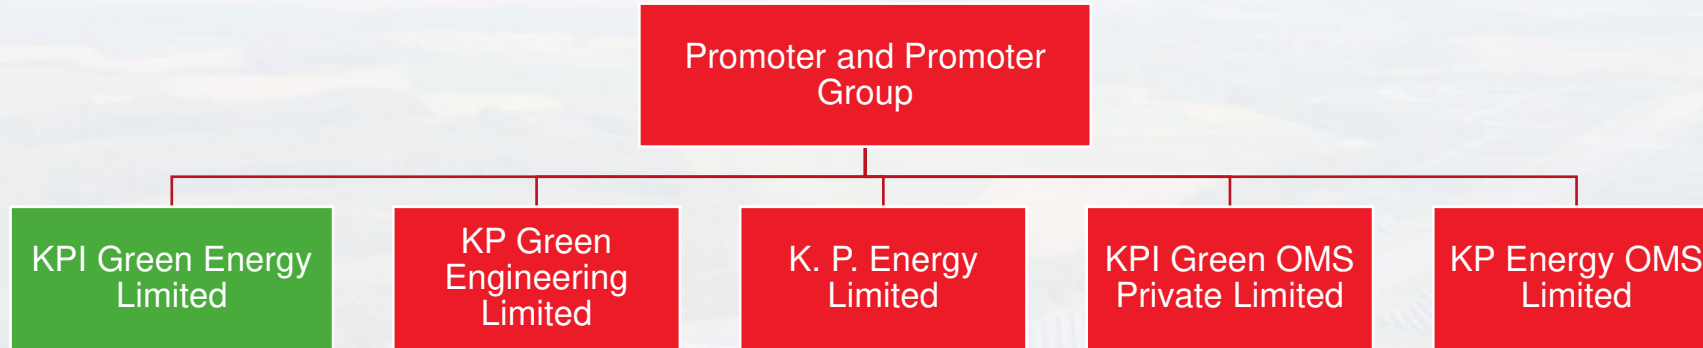 Promoter and Promoter
Group
KPI Green Energy
Limited
KP Green
Engineering
Limited
K. P. Energy
Limited
KPI Green OMS
Private Limited
KP Energy OMS
Limited